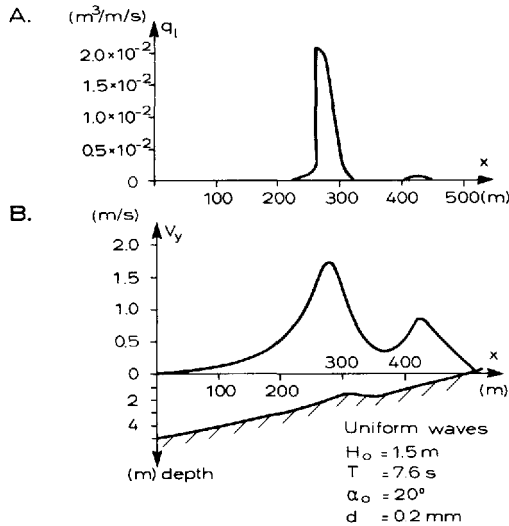 A.
(m³/m/s)
qₗ
2.0×10⁻²
1.5×10⁻²
1.0×10⁻²
0.5×10⁻²
0
x
100 200 300 400 500 (m)
B.
(m/s)
Vy
2.0
1.5
1.0
0.5
0
300 400 x
100 200 (m)
2
4
(m) depth
Uniform waves
H₀ = 1.5 m
T = 7.6 s
α₀ = 20°
d = 0.2 mm